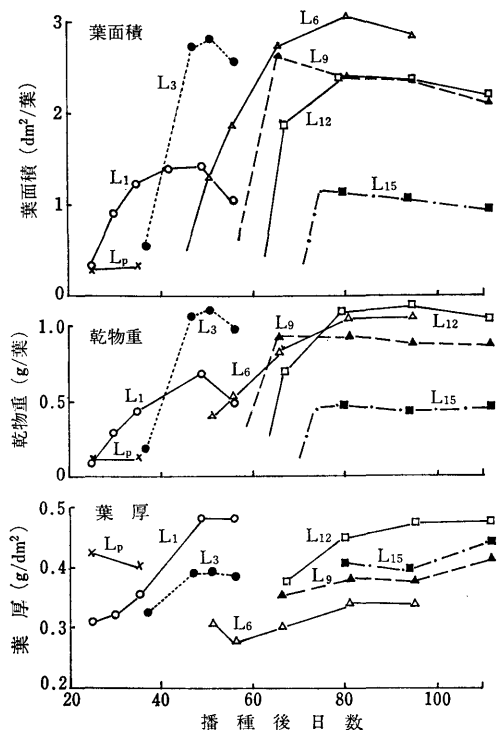 葉面積
葉面積 (dm²/葉)
3
2
1
0
L6
L9
L3
L12
L1
LP
L15
乾物重
乾物重 (g/葉)
1.0
0.5
0
L3
L9
L12
L6
L1
LP
L15
葉 厚
葉 厚 (g/dm²)
0.5
0.4
0.3
0.2
LP
L1
L3
L12
L15
L9
L6
20 40 60 80 100
播 種 後 日 数